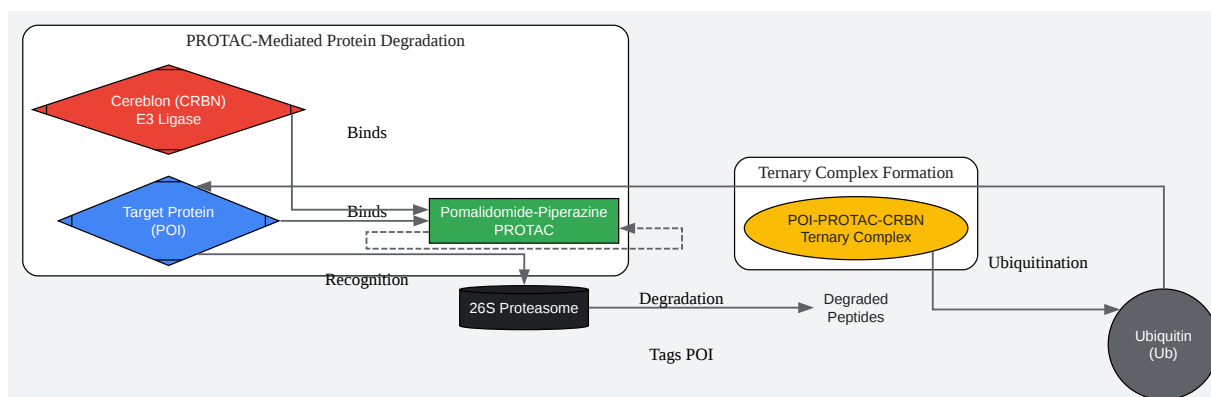 PROTAC-Mediated Protein Degradation
Cereblon (CRBN)
E3 Ligase
Binds
Target Protein
(POI)
Binds
Pomalidomide-Piperazine
PROTAC
Ternary Complex Formation
POI-PROTAC-CRBN
Ternary Complex
Ubiquitination
Recognition
26S Proteasome
Degradation
Degraded
Peptides
Ubiquitin
(Ub)
Tags POI